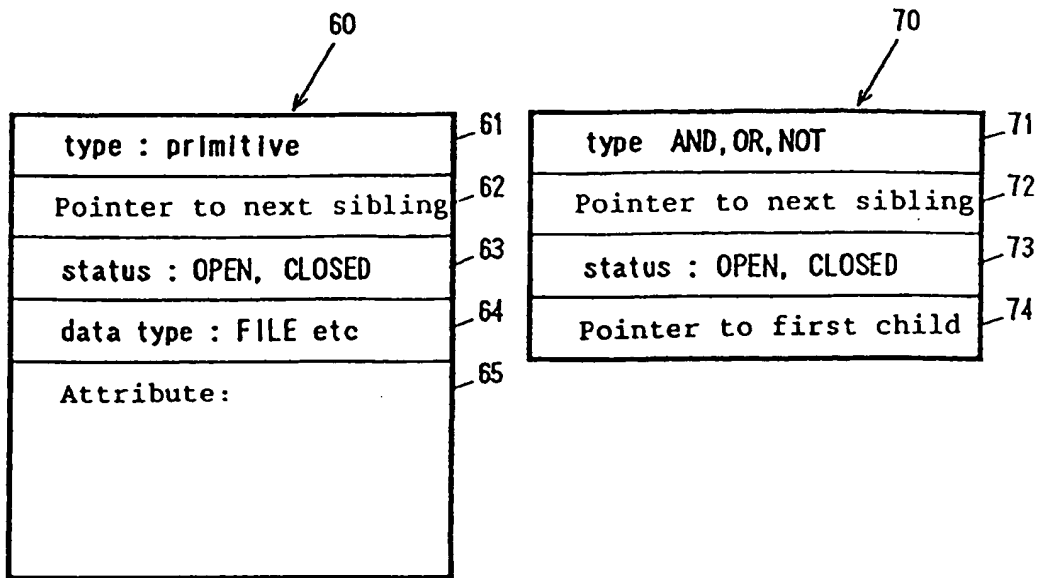 60
type : primitive 61
Pointer to next sibling 62
status : OPEN, CLOSED 63
data type : FILE etc 64
Attribute: 65
70
type AND, OR, NOT 71
Pointer to next sibling 72
status : OPEN, CLOSED 73
Pointer to first child 74